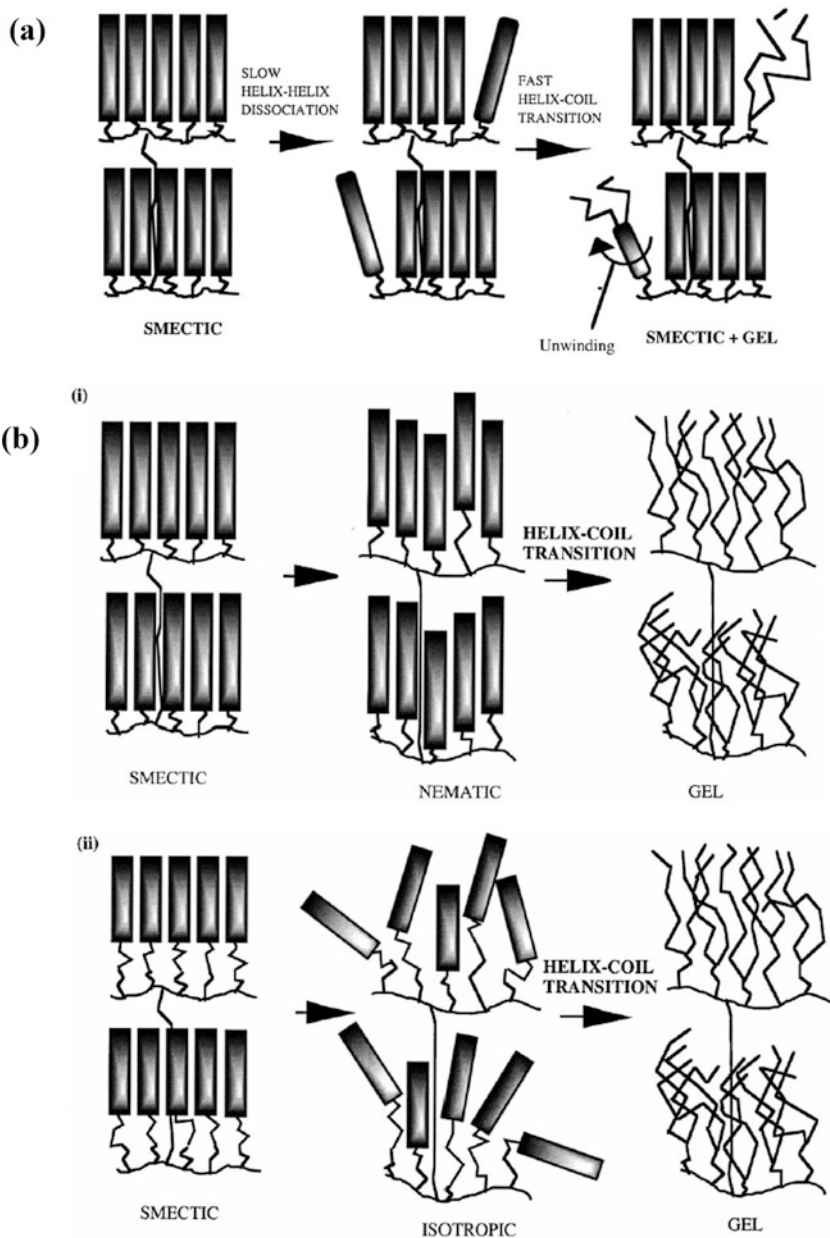 (a)
SLOW
HELIX-HELIX
DISSOCIATION
FAST
HELIX-COIL
TRANSITION
SMECTIC
Unwinding
SMECTIC + GEL
(b)
(i)
HELIX-COIL
TRANSITION
SMECTIC
NEMATIC
GEL
(ii)
HELIX-COIL
TRANSITION
SMECTIC
ISOTROPIC
GEL